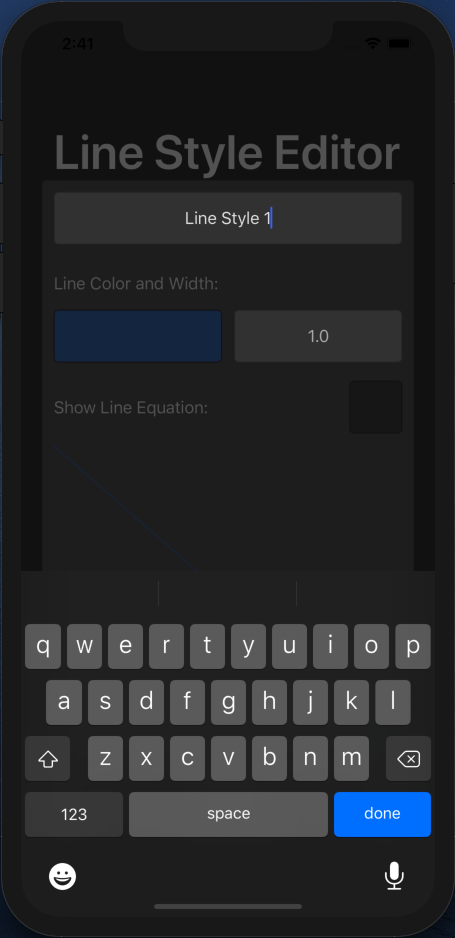 2:41
Line Style Editor
Line Style 1
Line Color and Width:
1.0
Show Line Equation:
q w e r t y u i o p
a s d f g h j k l
z x c v b n m
123 space done